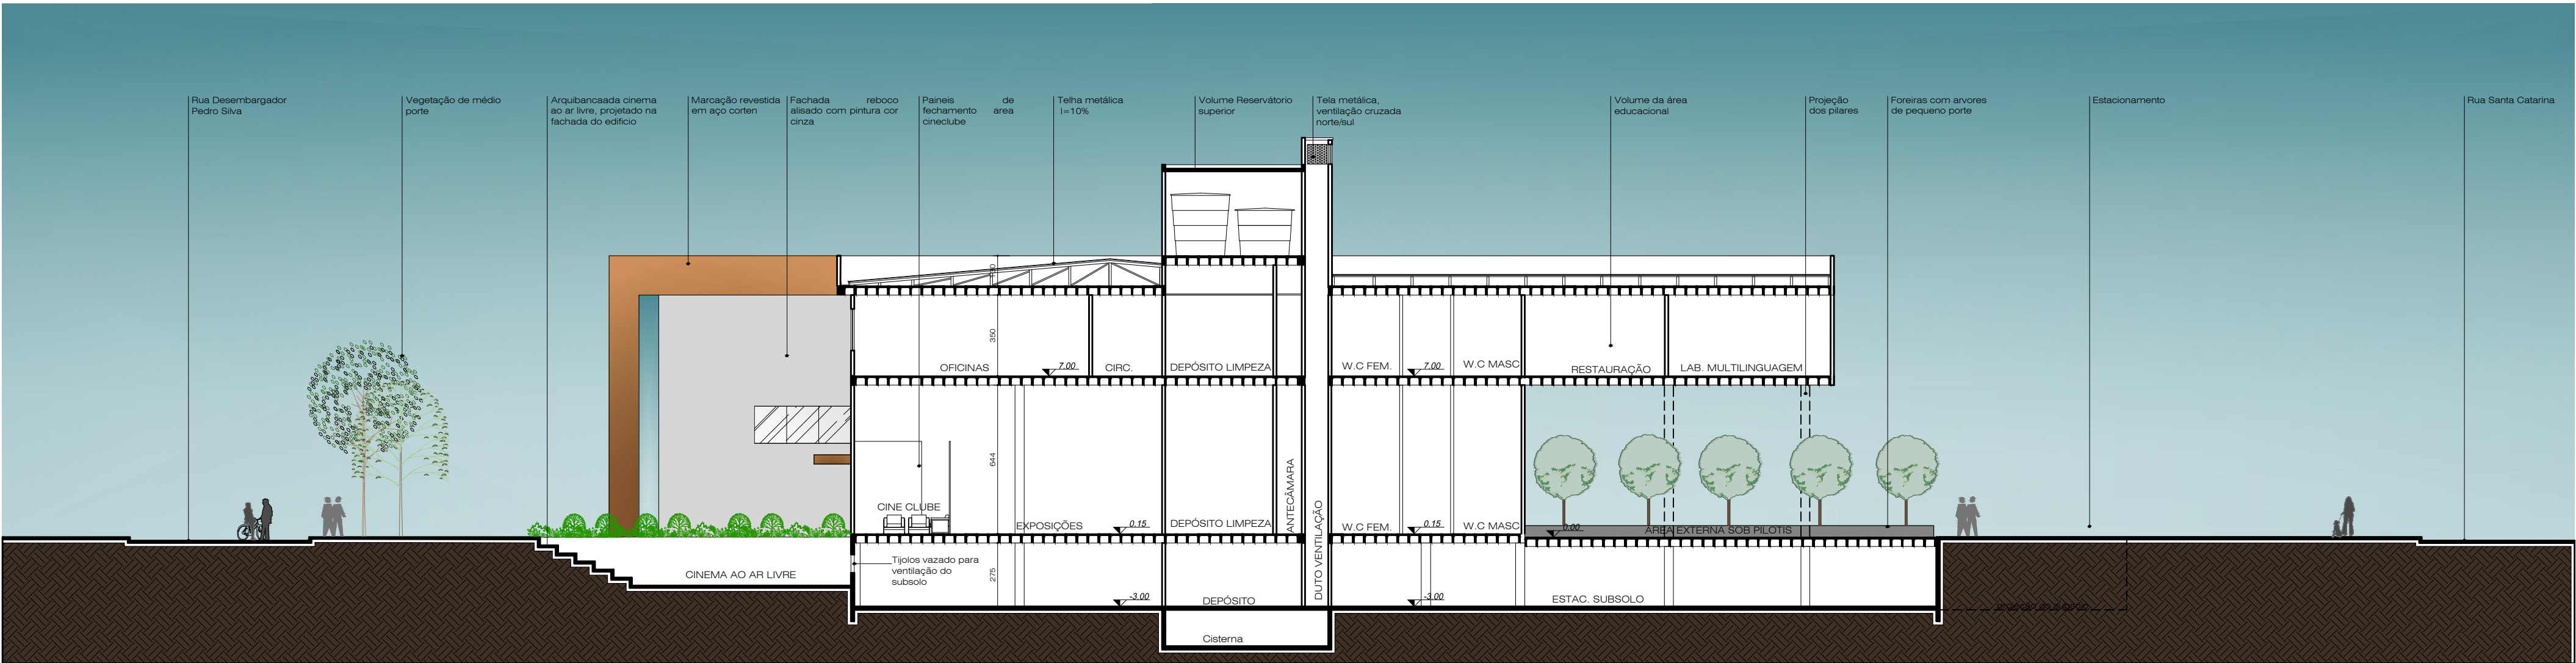 Rua Desembargador
Pedro Silva
Vegetação de médio
porte
Arquibancaada cinema
ao ar livre, projetado na
fachada do edificio
Marcação revestida
em aço corten
Fachada reboco
alisado com pintura cor
cinza
Paineis de
fechamento area
cineclube
Telha metálica
I=10%
Volume Reservátorio
superior
Tela metálica,
ventilação cruzada
norte/sul
Volume da área
educacional
Projeção
dos pilares
Foreiras com arvores
de pequeno porte
Estacionamento
Rua Santa Catarina
350
OFICINAS
7.00
CIRC.
DEPÓSITO LIMPEZA
W.C FEM.
7.00
W.C MASC
RESTAURAÇÃO
LAB. MULTILINGUAGEM
644
CINE CLUBE
EXPOSIÇÕES
0.15
DEPÓSITO LIMPEZA
ANTECÂMARA
DUTO VENTILAÇÃO
W.C FEM.
0.15
W.C MASC
0.00
AREA EXTERNA SOB PILOTIS
CINEMA AO AR LIVRE
Tijolos vazado para
ventilação do
subsolo
275
-3.00
DEPÓSITO
-3.00
ESTAC. SUBSOLO
Cisterna